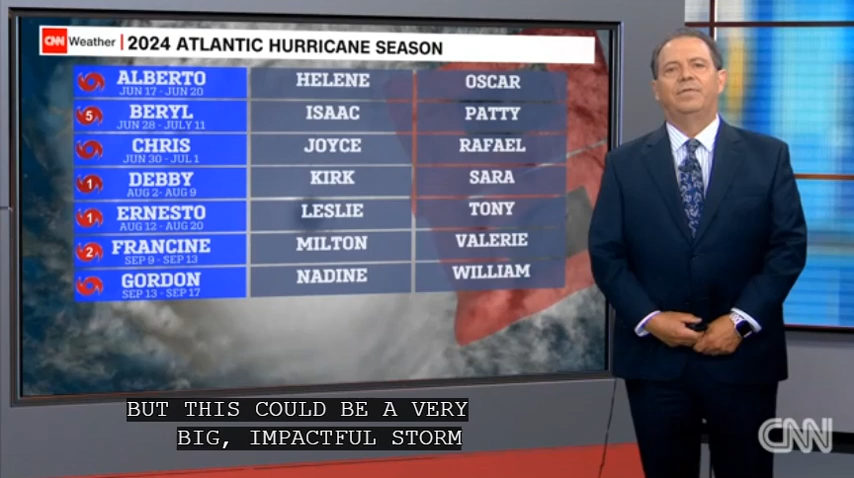 CNN Weather | 2024 ATLANTIC HURRICANE SEASON
ALBERTO
JUN 17 - JUN 20
5
BERYL
JUN 28 - JULY 11
CHRIS
JUN 30 - JUL 1
1
DEBBY
AUG 2- AUG 9
1
ERNESTO
AUG 12 - AUG 20
2
FRANCINE
SEP 9 - SEP 13
GORDON
SEP 13 - SEP 17
HELENE
ISAAC
JOYCE
KIRK
LESLIE
MILTON
NADINE
OSCAR
PATTY
RAFAEL
SARA
TONY
VALERIE
WILLIAM
BUT THIS COULD BE A VERY
BIG, IMPACTFUL STORM
CNN